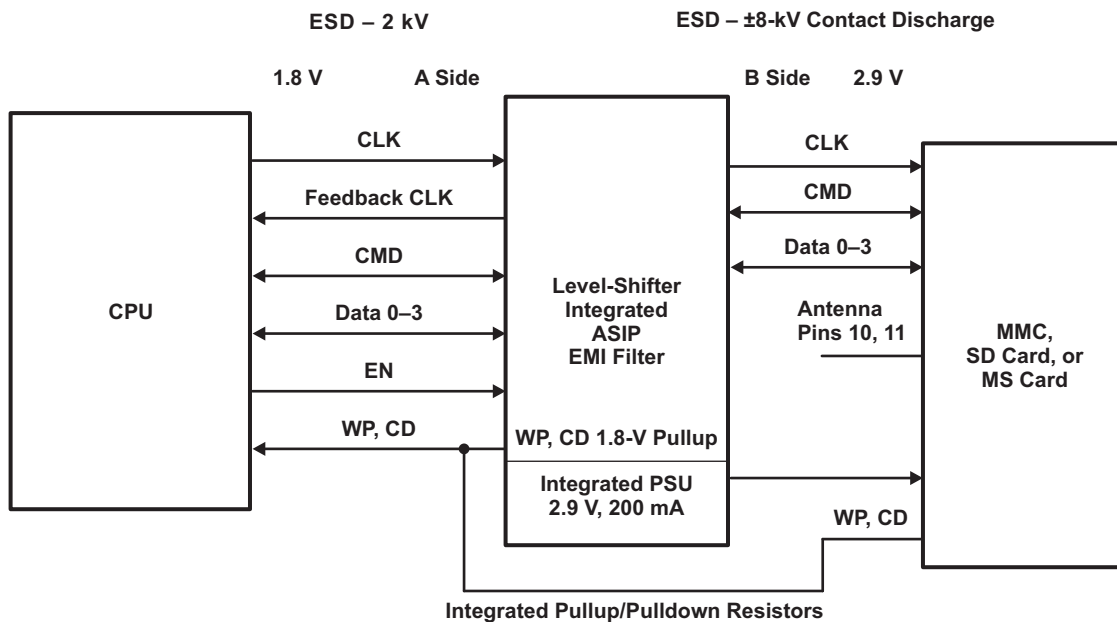 ESD – 2 kV
ESD – ±8-kV Contact Discharge
1.8 V
A Side
B Side
2.9 V
CLK
Feedback CLK
CMD
Data 0–3
EN
WP, CD
CPU
Level-Shifter
Integrated
ASIP
EMI Filter
WP, CD 1.8-V Pullup
Integrated PSU
2.9 V, 200 mA
CLK
CMD
Data 0–3
Antenna
Pins 10, 11
WP, CD
MMC,
SD Card, or
MS Card
Integrated Pullup/Pulldown Resistors